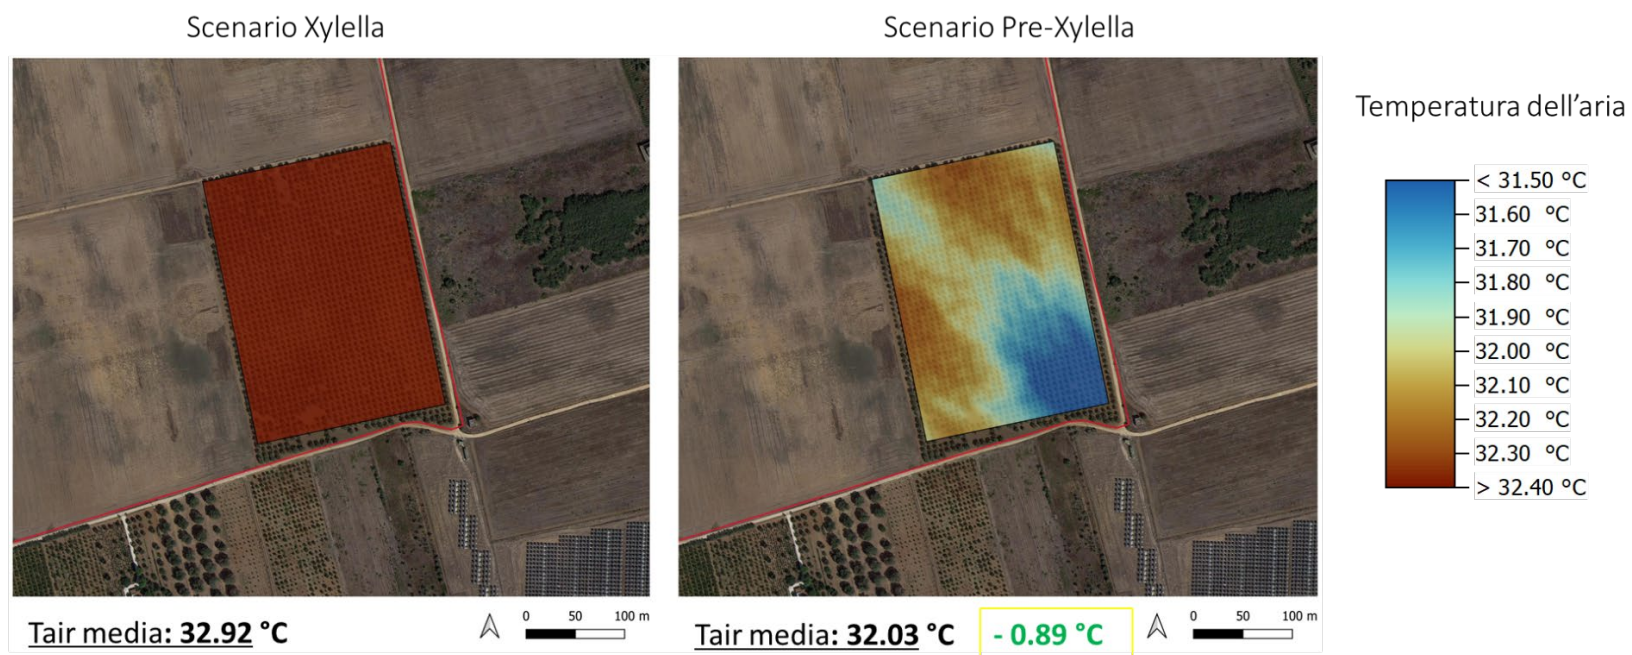 Scenario Xylella
Scenario Pre-Xylella
Temperatura dell'aria
< 31.50 °C
31.60 °C
31.70 °C
31.80 °C
31.90 °C
32.00 °C
32.10 °C
32.20 °C
32.30 °C
> 32.40 °C
Tair media: 32.92 °C
0 50 100 m
Tair media: 32.03 °C
- 0.89 °C
0 50 100 m